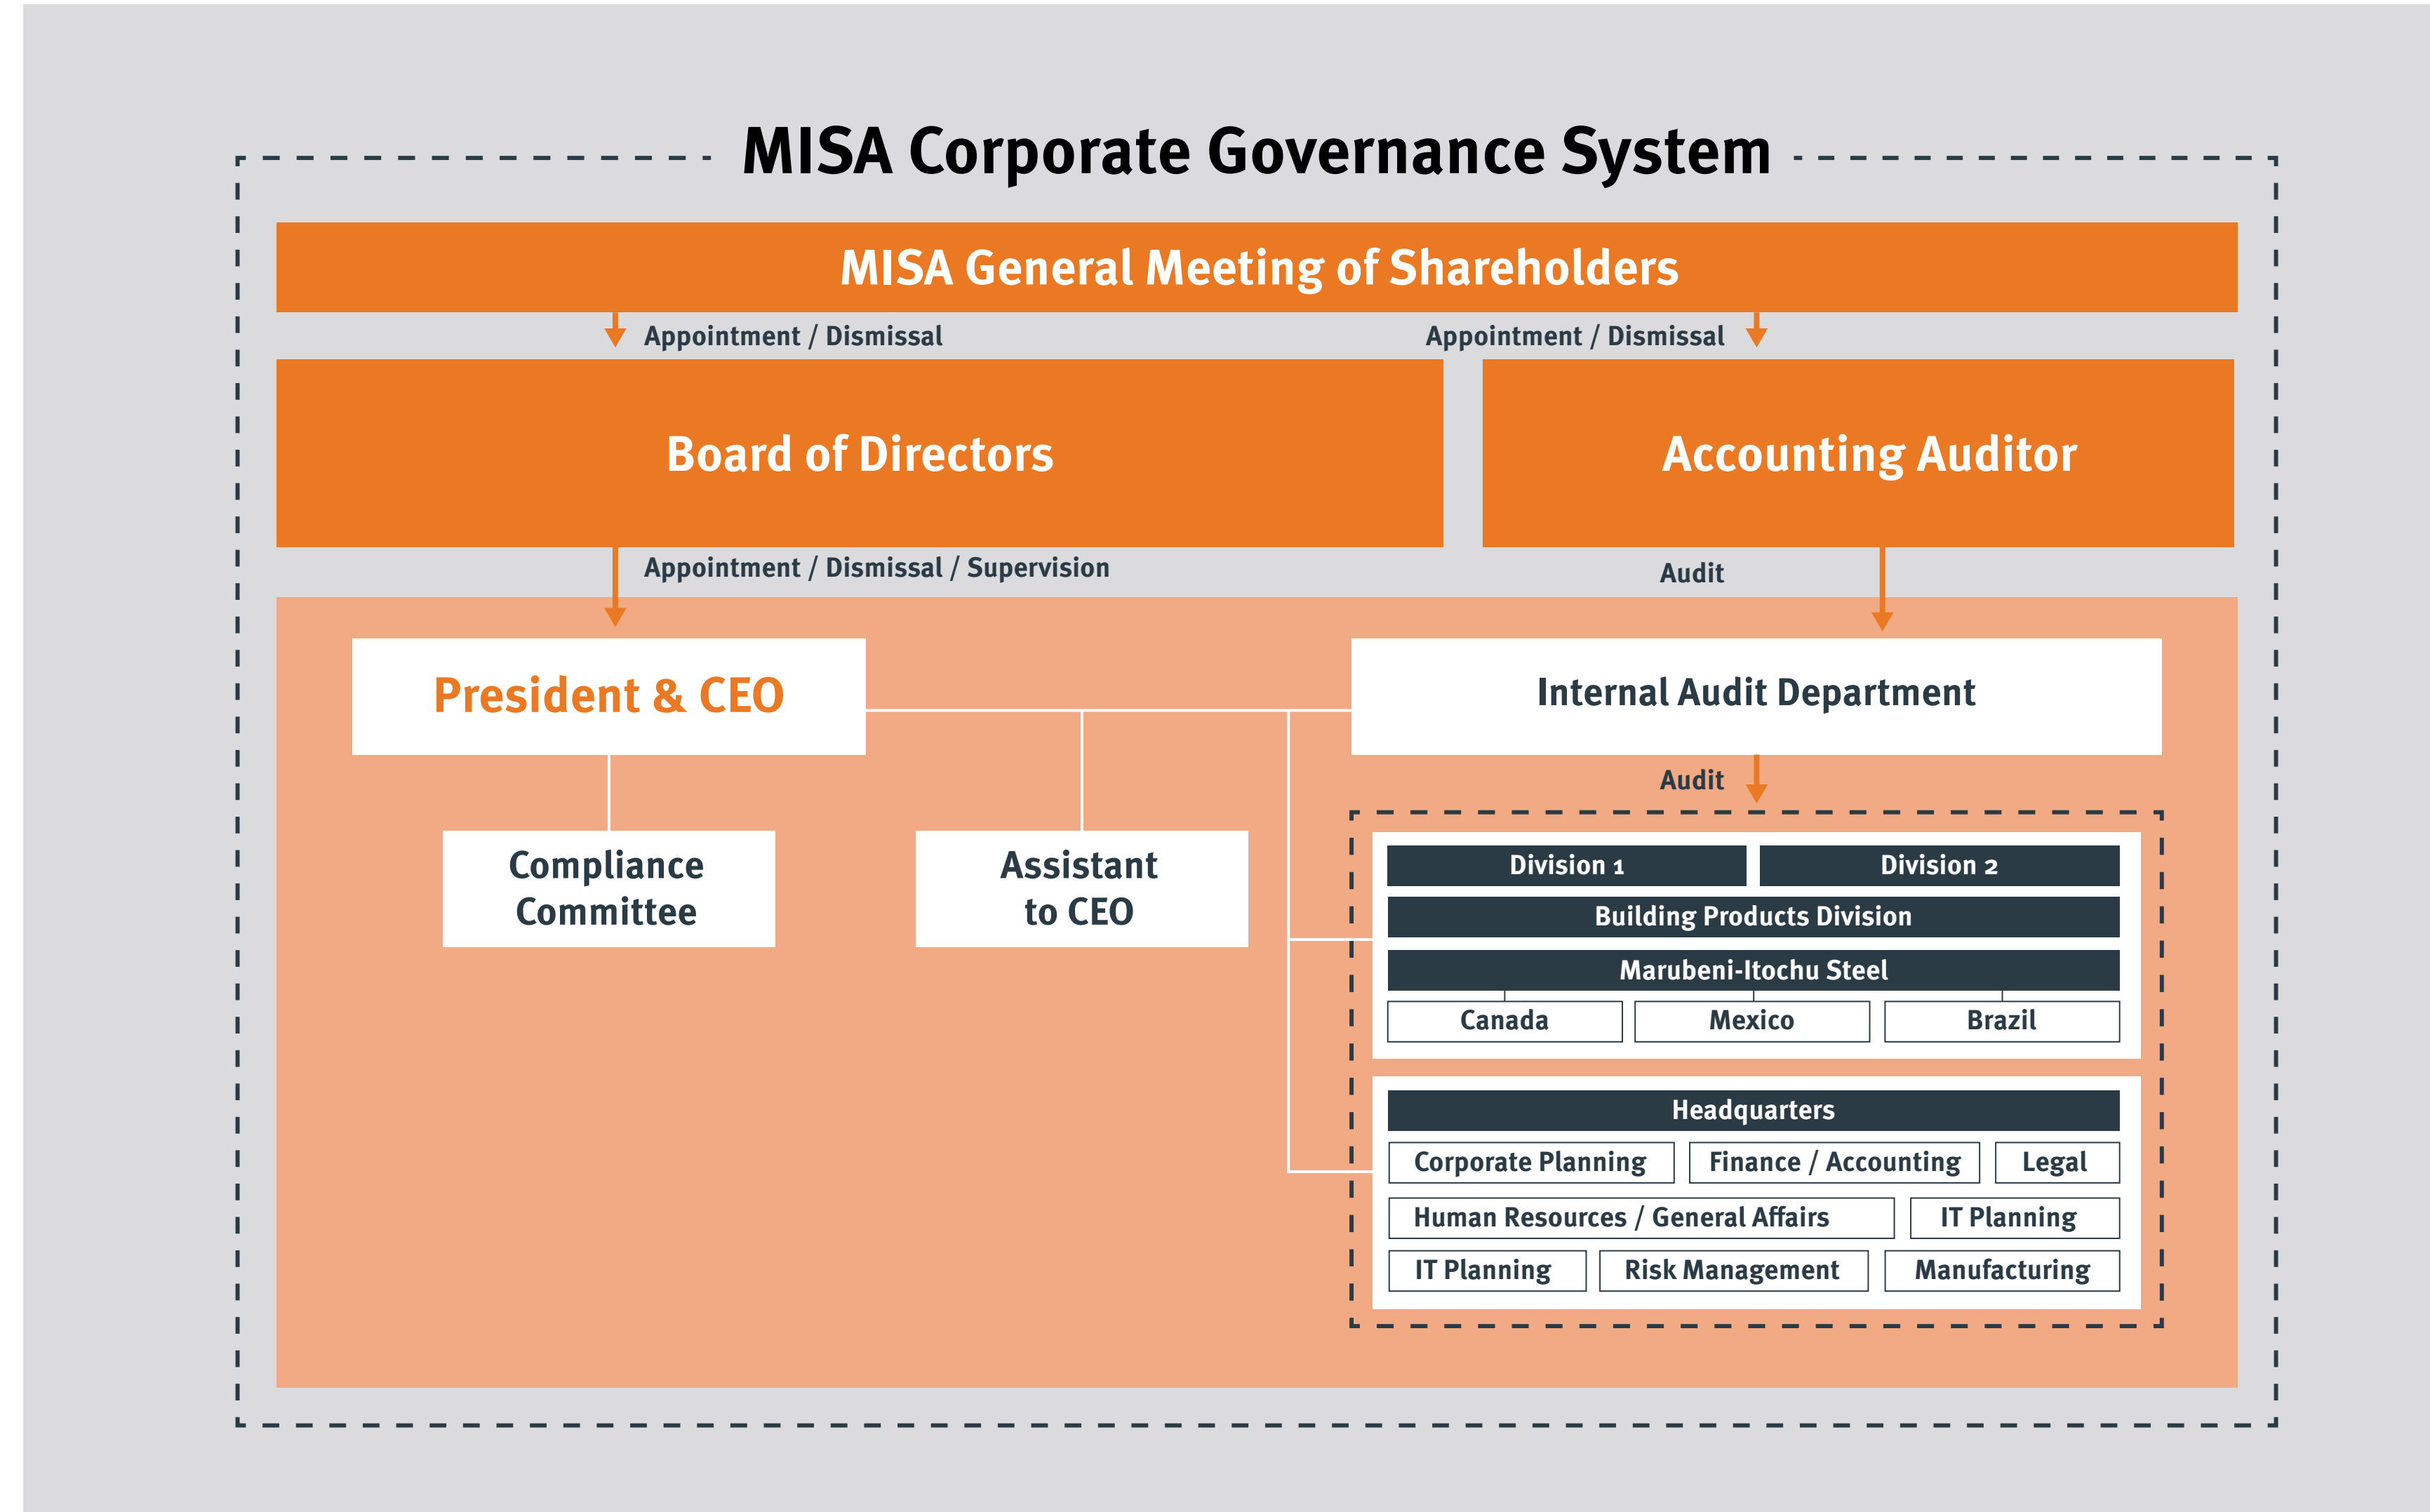 MISA Corporate Governance System
MISA General Meeting of Shareholders
Appointment / Dismissal
Appointment / Dismissal
Board of Directors
Accounting Auditor
Appointment / Dismissal / Supervision
Audit
President & CEO
Internal Audit Department
Audit
Compliance
Committee
Assistant
to CEO
Division 1
Division 2
Building Products Division
Marubeni-Itochu Steel
Canada
Mexico
Brazil
Headquarters
Corporate Planning
Finance / Accounting
Legal
Human Resources / General Affairs
IT Planning
IT Planning
Risk Management
Manufacturing